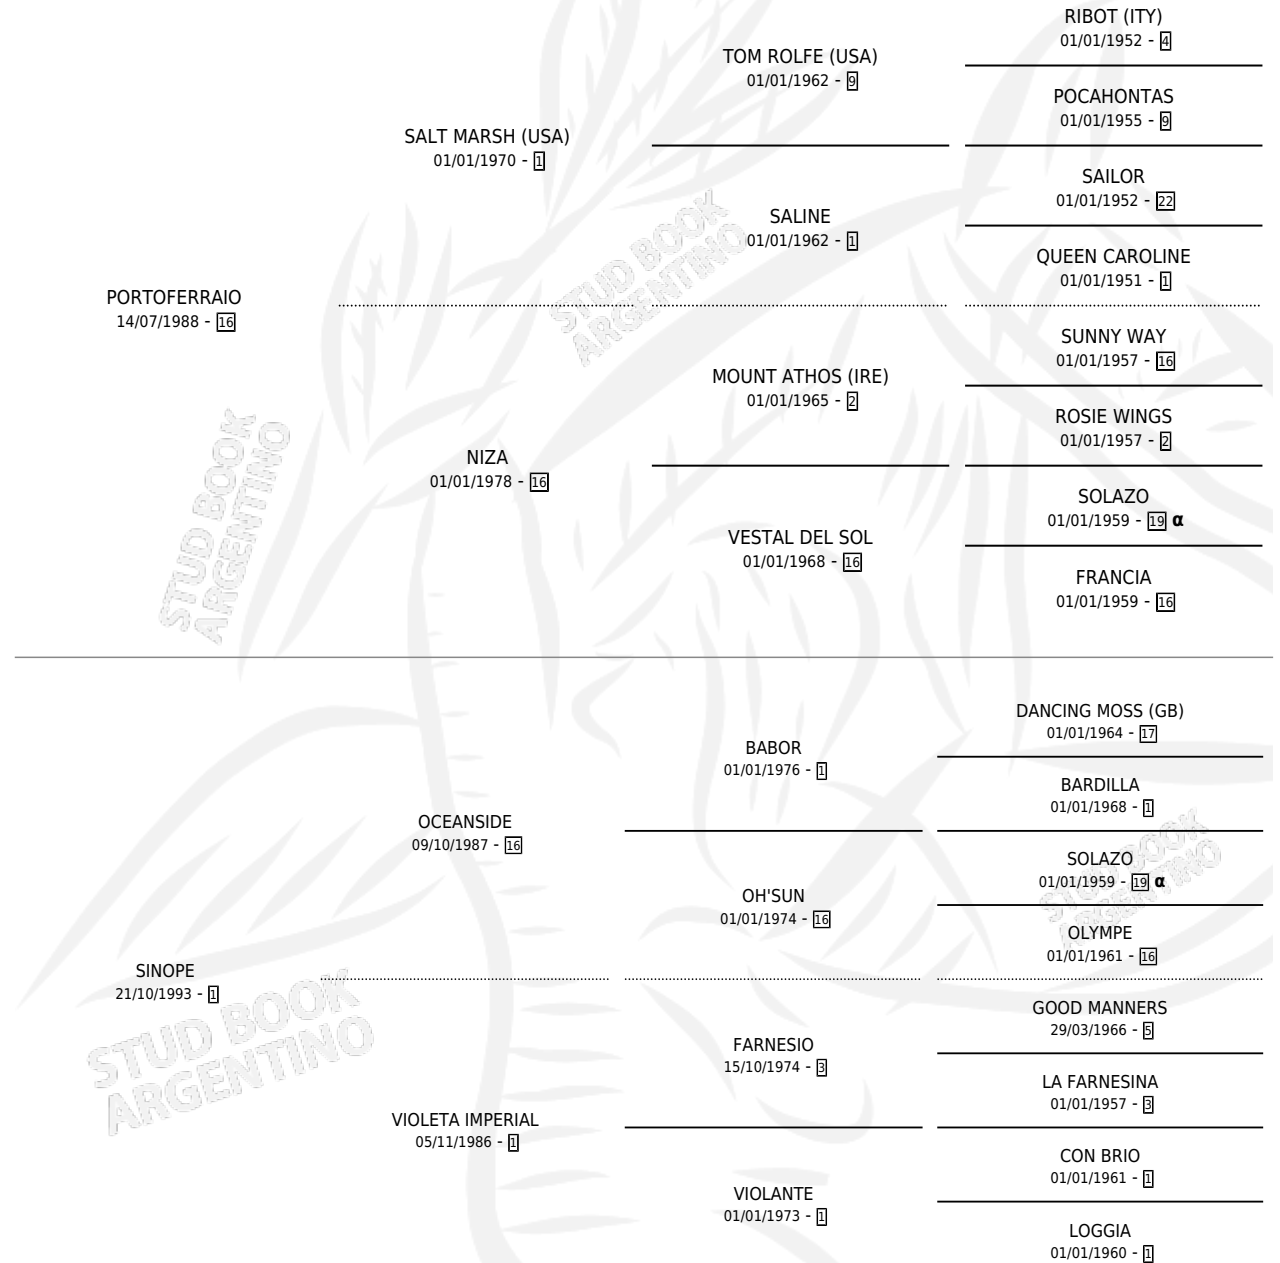 RIBOT (ITY)
01/01/1952 - 4
TOM ROLFE (USA)
01/01/1962 - 9
POCAHONTAS
01/01/1955 - 9
SALT MARSH (USA)
01/01/1970 - 1
SAILOR
01/01/1952 - 22
SALINE
01/01/1962 - 1
QUEEN CAROLINE
01/01/1951 - 1
PORTOFERRAIO
14/07/1988 - 16
SUNNY WAY
01/01/1957 - 16
MOUNT ATHOS (IRE)
01/01/1965 - 2
ROSIE WINGS
01/01/1957 - 2
NIZA
01/01/1978 - 16
SOLAZO
01/01/1959 - 19 α
VESTAL DEL SOL
01/01/1968 - 16
FRANCIA
01/01/1959 - 16
STUD BOOK
ARGENTINO
STUD BOOK
ARGENTINO
DANCING MOSS (GB)
01/01/1964 - 17
BABOR
01/01/1976 - 1
BARDILLA
01/01/1968 - 1
OCEANSIDE
09/10/1987 - 16
SOLAZO
01/01/1959 - 19 α
OH'SUN
01/01/1974 - 16
OLYMPE
01/01/1961 - 16
SINOPE
21/10/1993 - 1
GOOD MANNERS
29/03/1966 - 5
FARNESIO
15/10/1974 - 3
LA FARNESINA
01/01/1957 - 3
VIOLETA IMPERIAL
05/11/1986 - 1
CON BRIO
01/01/1961 - 1
VIOLANTE
01/01/1973 - 1
LOGGIA
01/01/1960 - 1
STUD BOOK
ARGENTINO
STUD BOOK
ARGENTINO